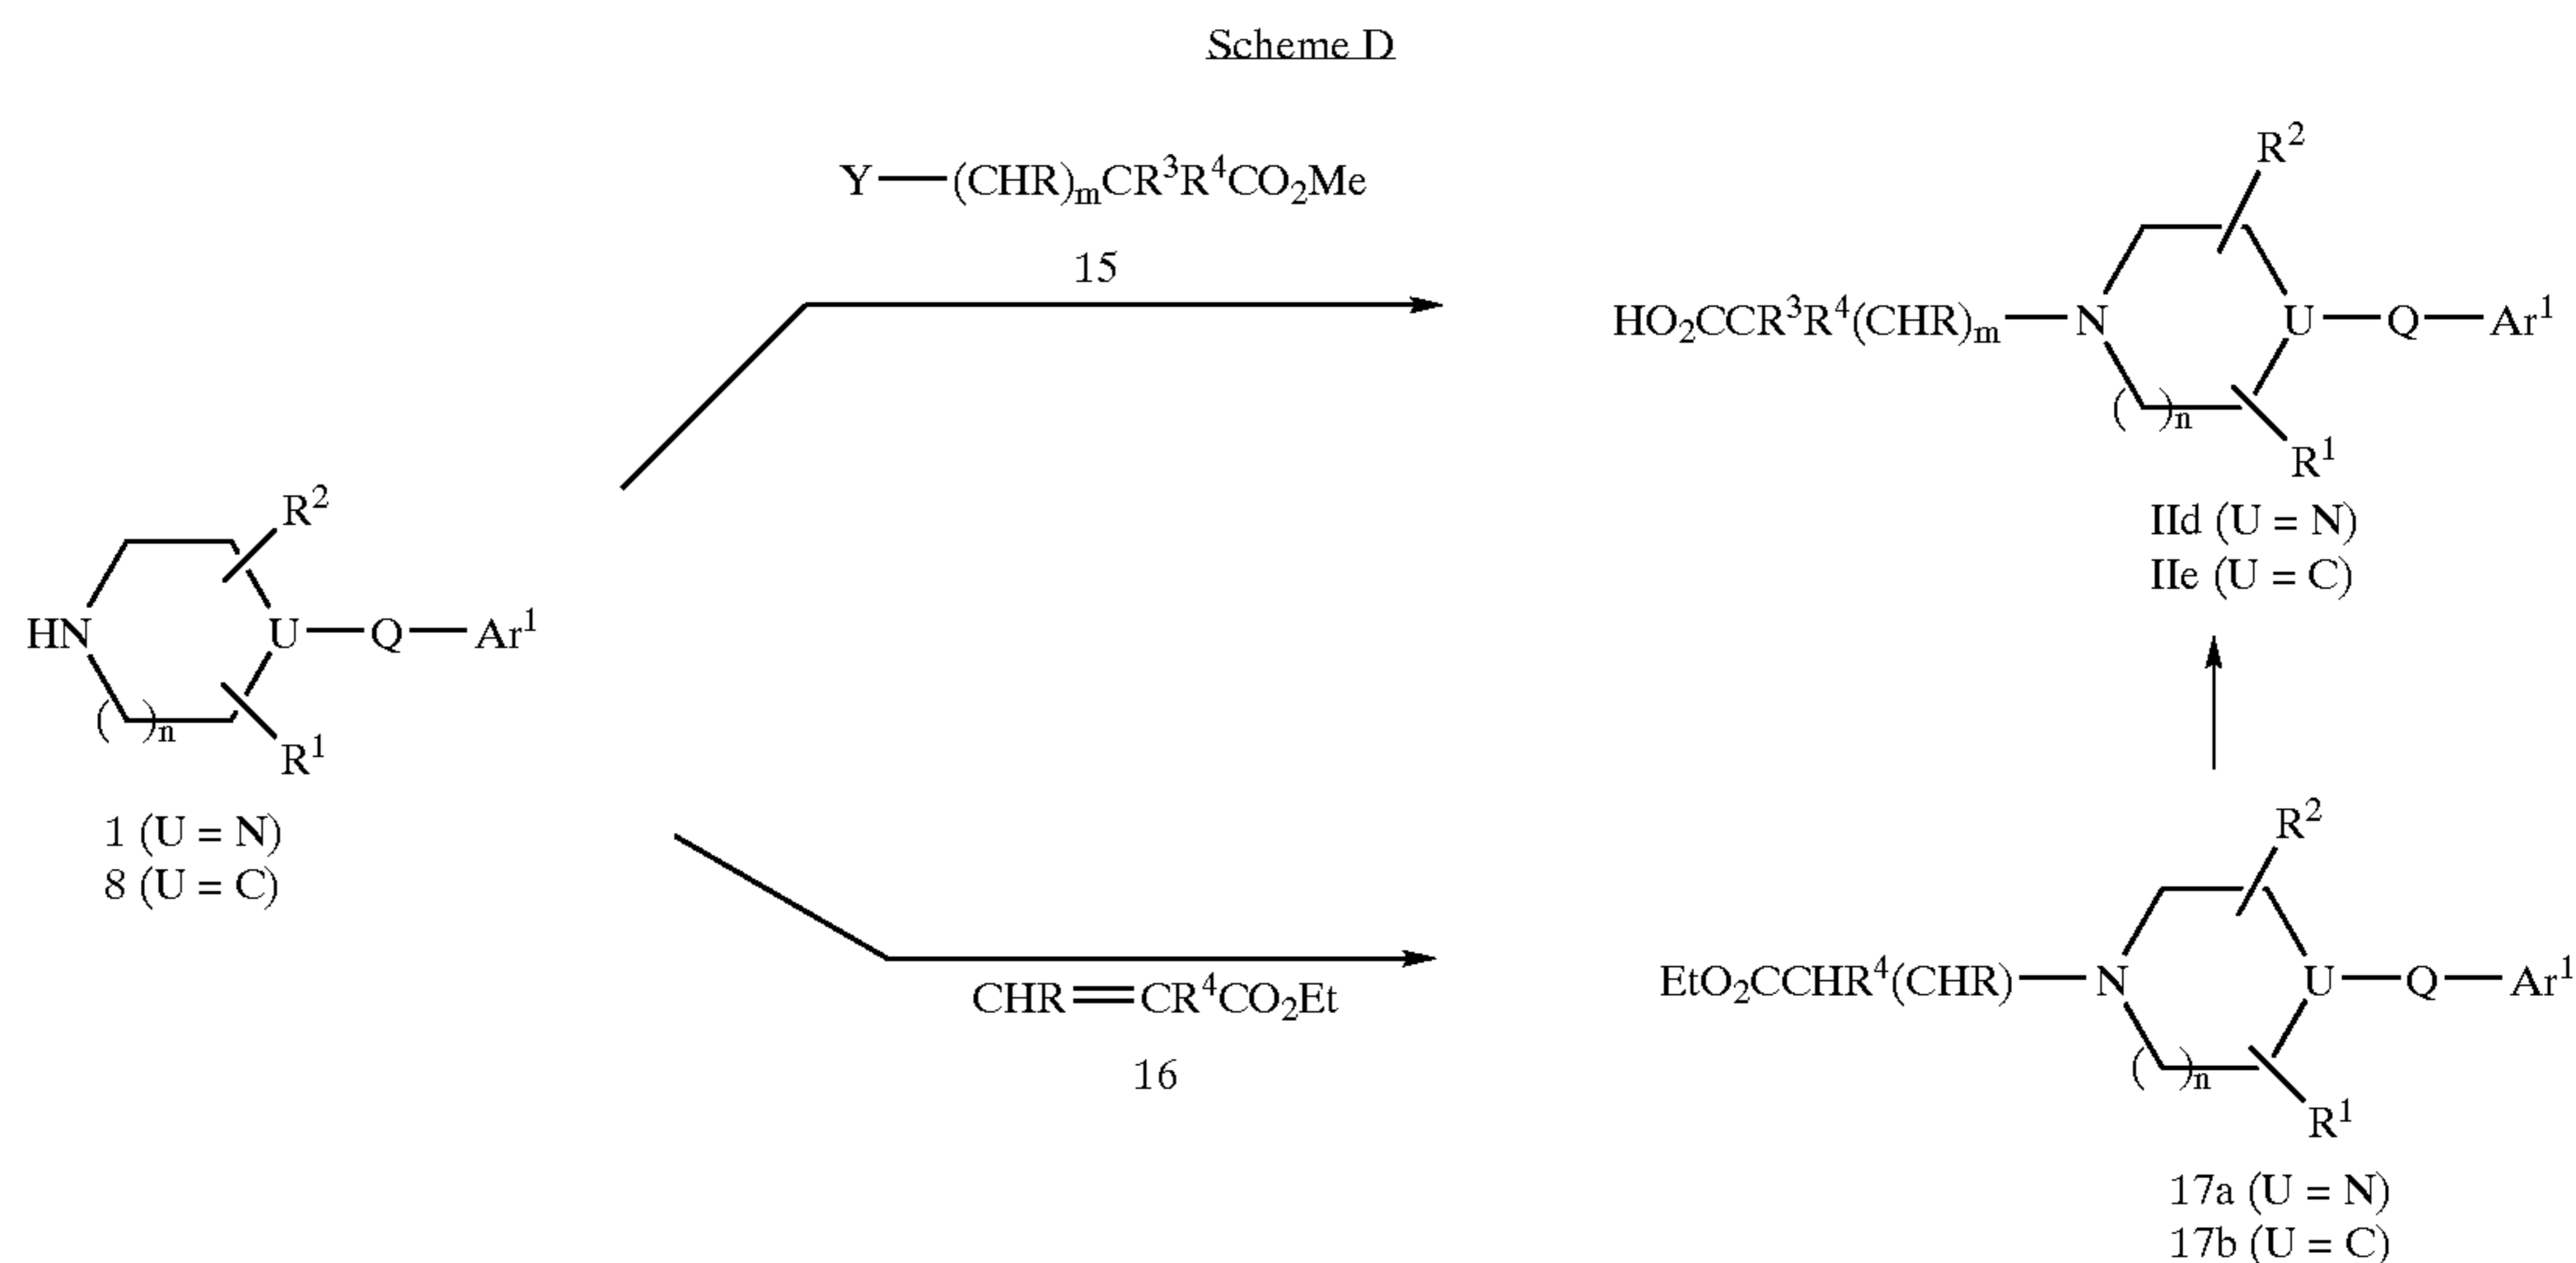 Scheme D
Y—(CHR)mCR³R⁴CO₂Me
15
R²
HO₂CCR³R⁴(CHR)m—N U—Q—Ar¹
( )n
R¹
IId (U = N)
IIe (U = C)
R²
HN U—Q—Ar¹
( )n
R¹
1 (U = N)
8 (U = C)
CHR=CR⁴CO₂Et
16
R²
EtO₂CCHR⁴(CHR)—N U—Q—Ar¹
( )n
R¹
17a (U = N)
17b (U = C)